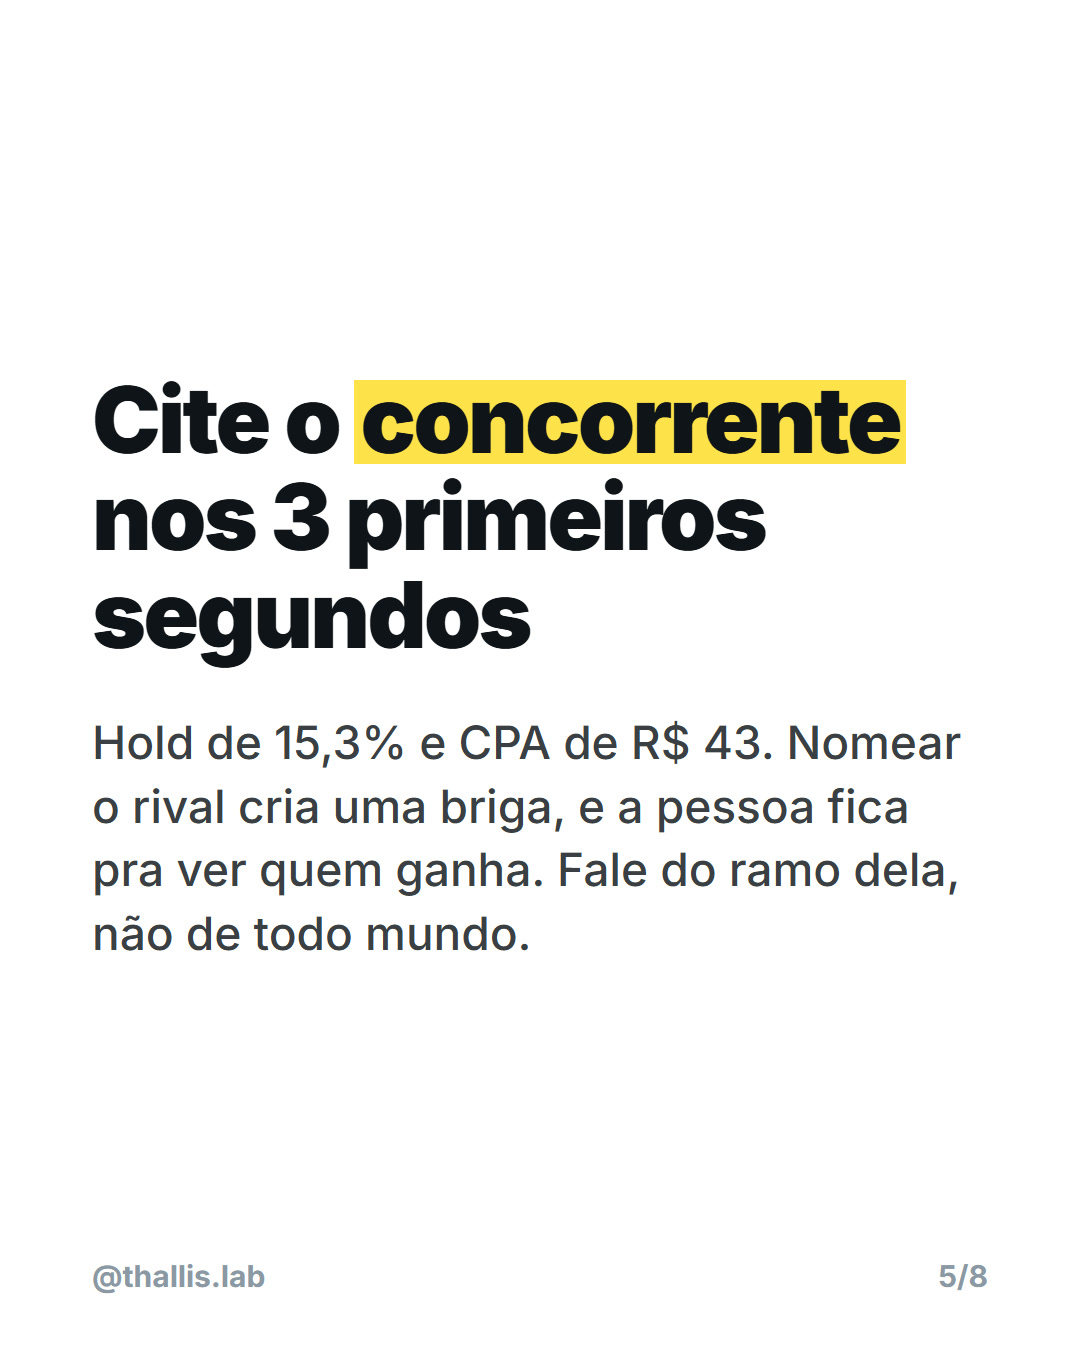 Cite o concorrente
nos 3 primeiros
segundos
Hold de 15,3% e CPA de R$ 43. Nomear
o rival cria uma briga, e a pessoa fica
pra ver quem ganha. Fale do ramo dela,
não de todo mundo.
@thallis.lab
5/8